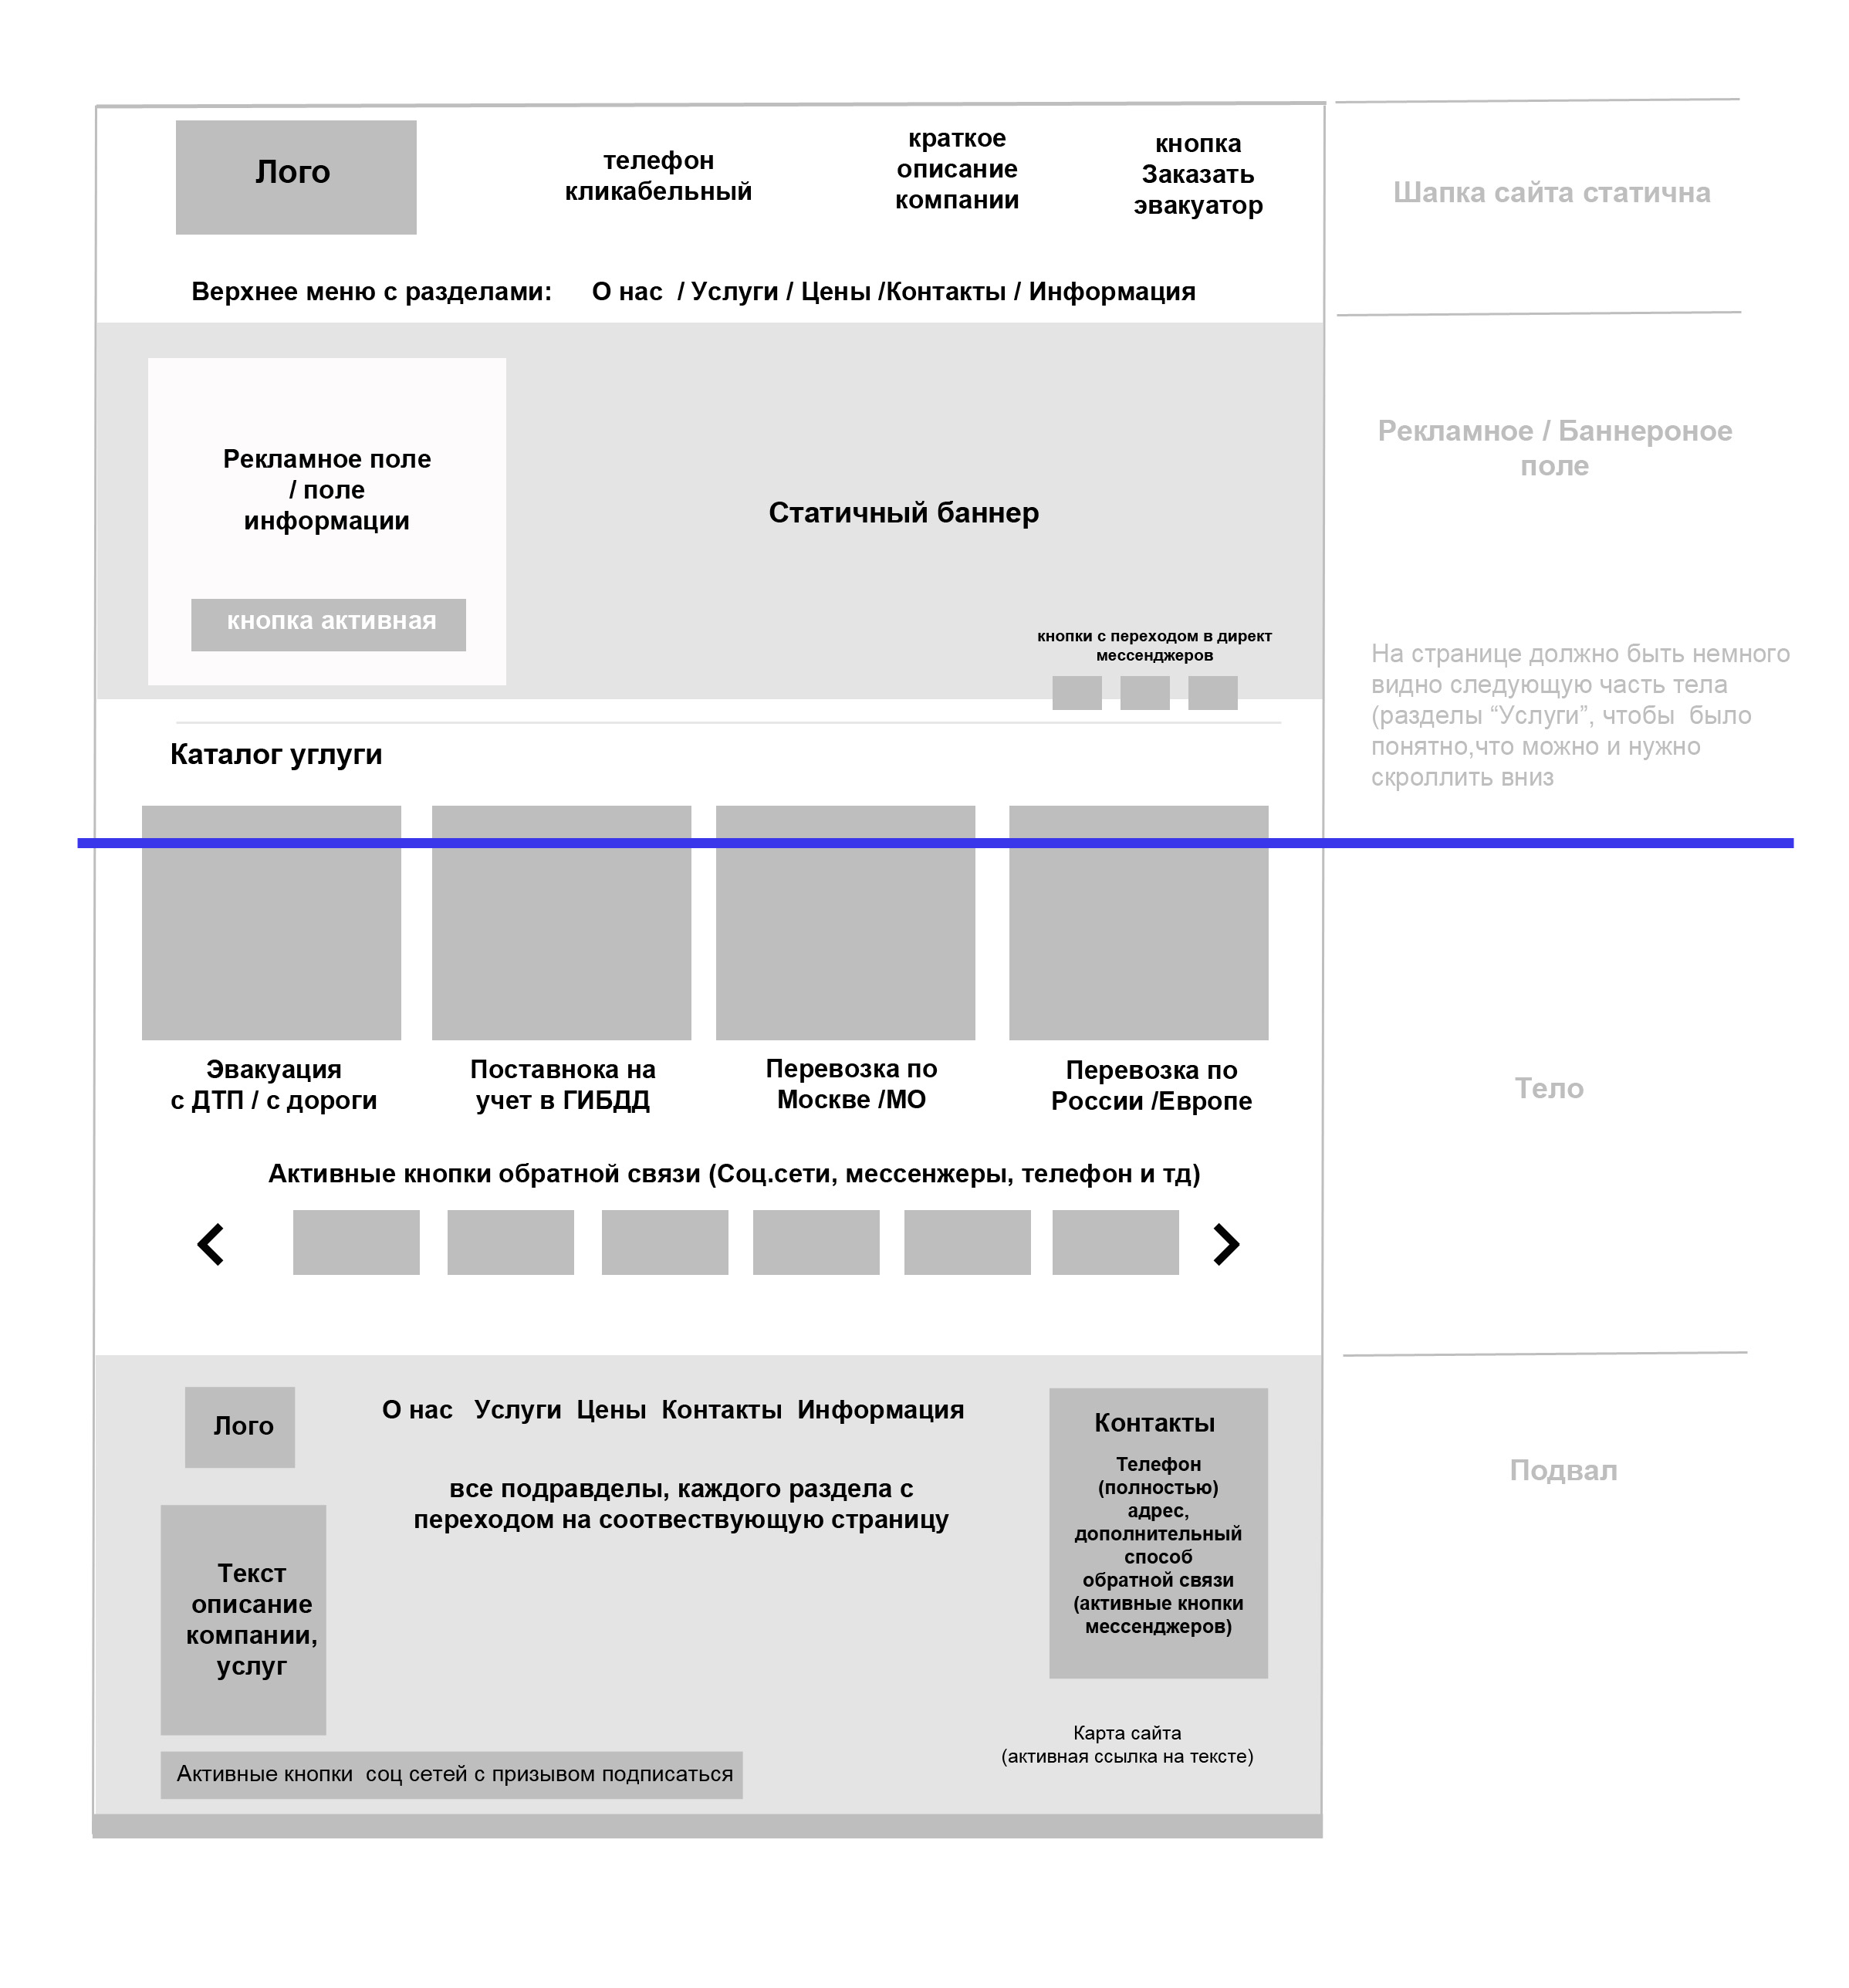 Лого
телефон
кликабельный
краткое
описание
компании
кнопка
Заказать
эвакуатор
Шапка сайта статична
Верхнее меню с разделами: О нас / Услуги / Цены /Контакты / Информация
Рекламное поле
/ поле
информации
кнопка активная
Статичный баннер
кнопки с переходом в директ
мессенджеров
Рекламное / Баннероное
поле
На странице должно быть немного
видно следующую часть тела
(разделы “Услуги”, чтобы было
понятно,что можно и нужно
скроллить вниз
Каталог углуги
Эвакуация
с ДТП / с дороги
Поставнока на
учет в ГИБДД
Перевозка по
Москве /МО
Перевозка по
России /Европе
Тело
Активные кнопки обратной связи (Соц.сети, мессенжеры, телефон и тд)
Лого
О нас Услуги Цены Контакты Информация
все подравделы, каждого раздела с
переходом на соотвествующую страницу
Контакты
Телефон
(полностью)
адрес,
дополнительный
способ
обратной связи
(активные кнопки
мессенджеров)
Подвал
Текст
описание
компании,
услуг
Карта сайта
(активная ссылка на тексте)
Активные кнопки соц сетей с призывом подписаться